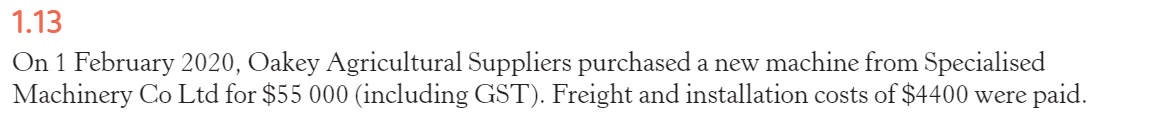 1.13
On 1 February 2020, Oakey Agricultural Suppliers purchased a new machine from Specialised
Machinery Co Ltd for $55 000 (including GST). Freight and installation costs of $4400 were paid.